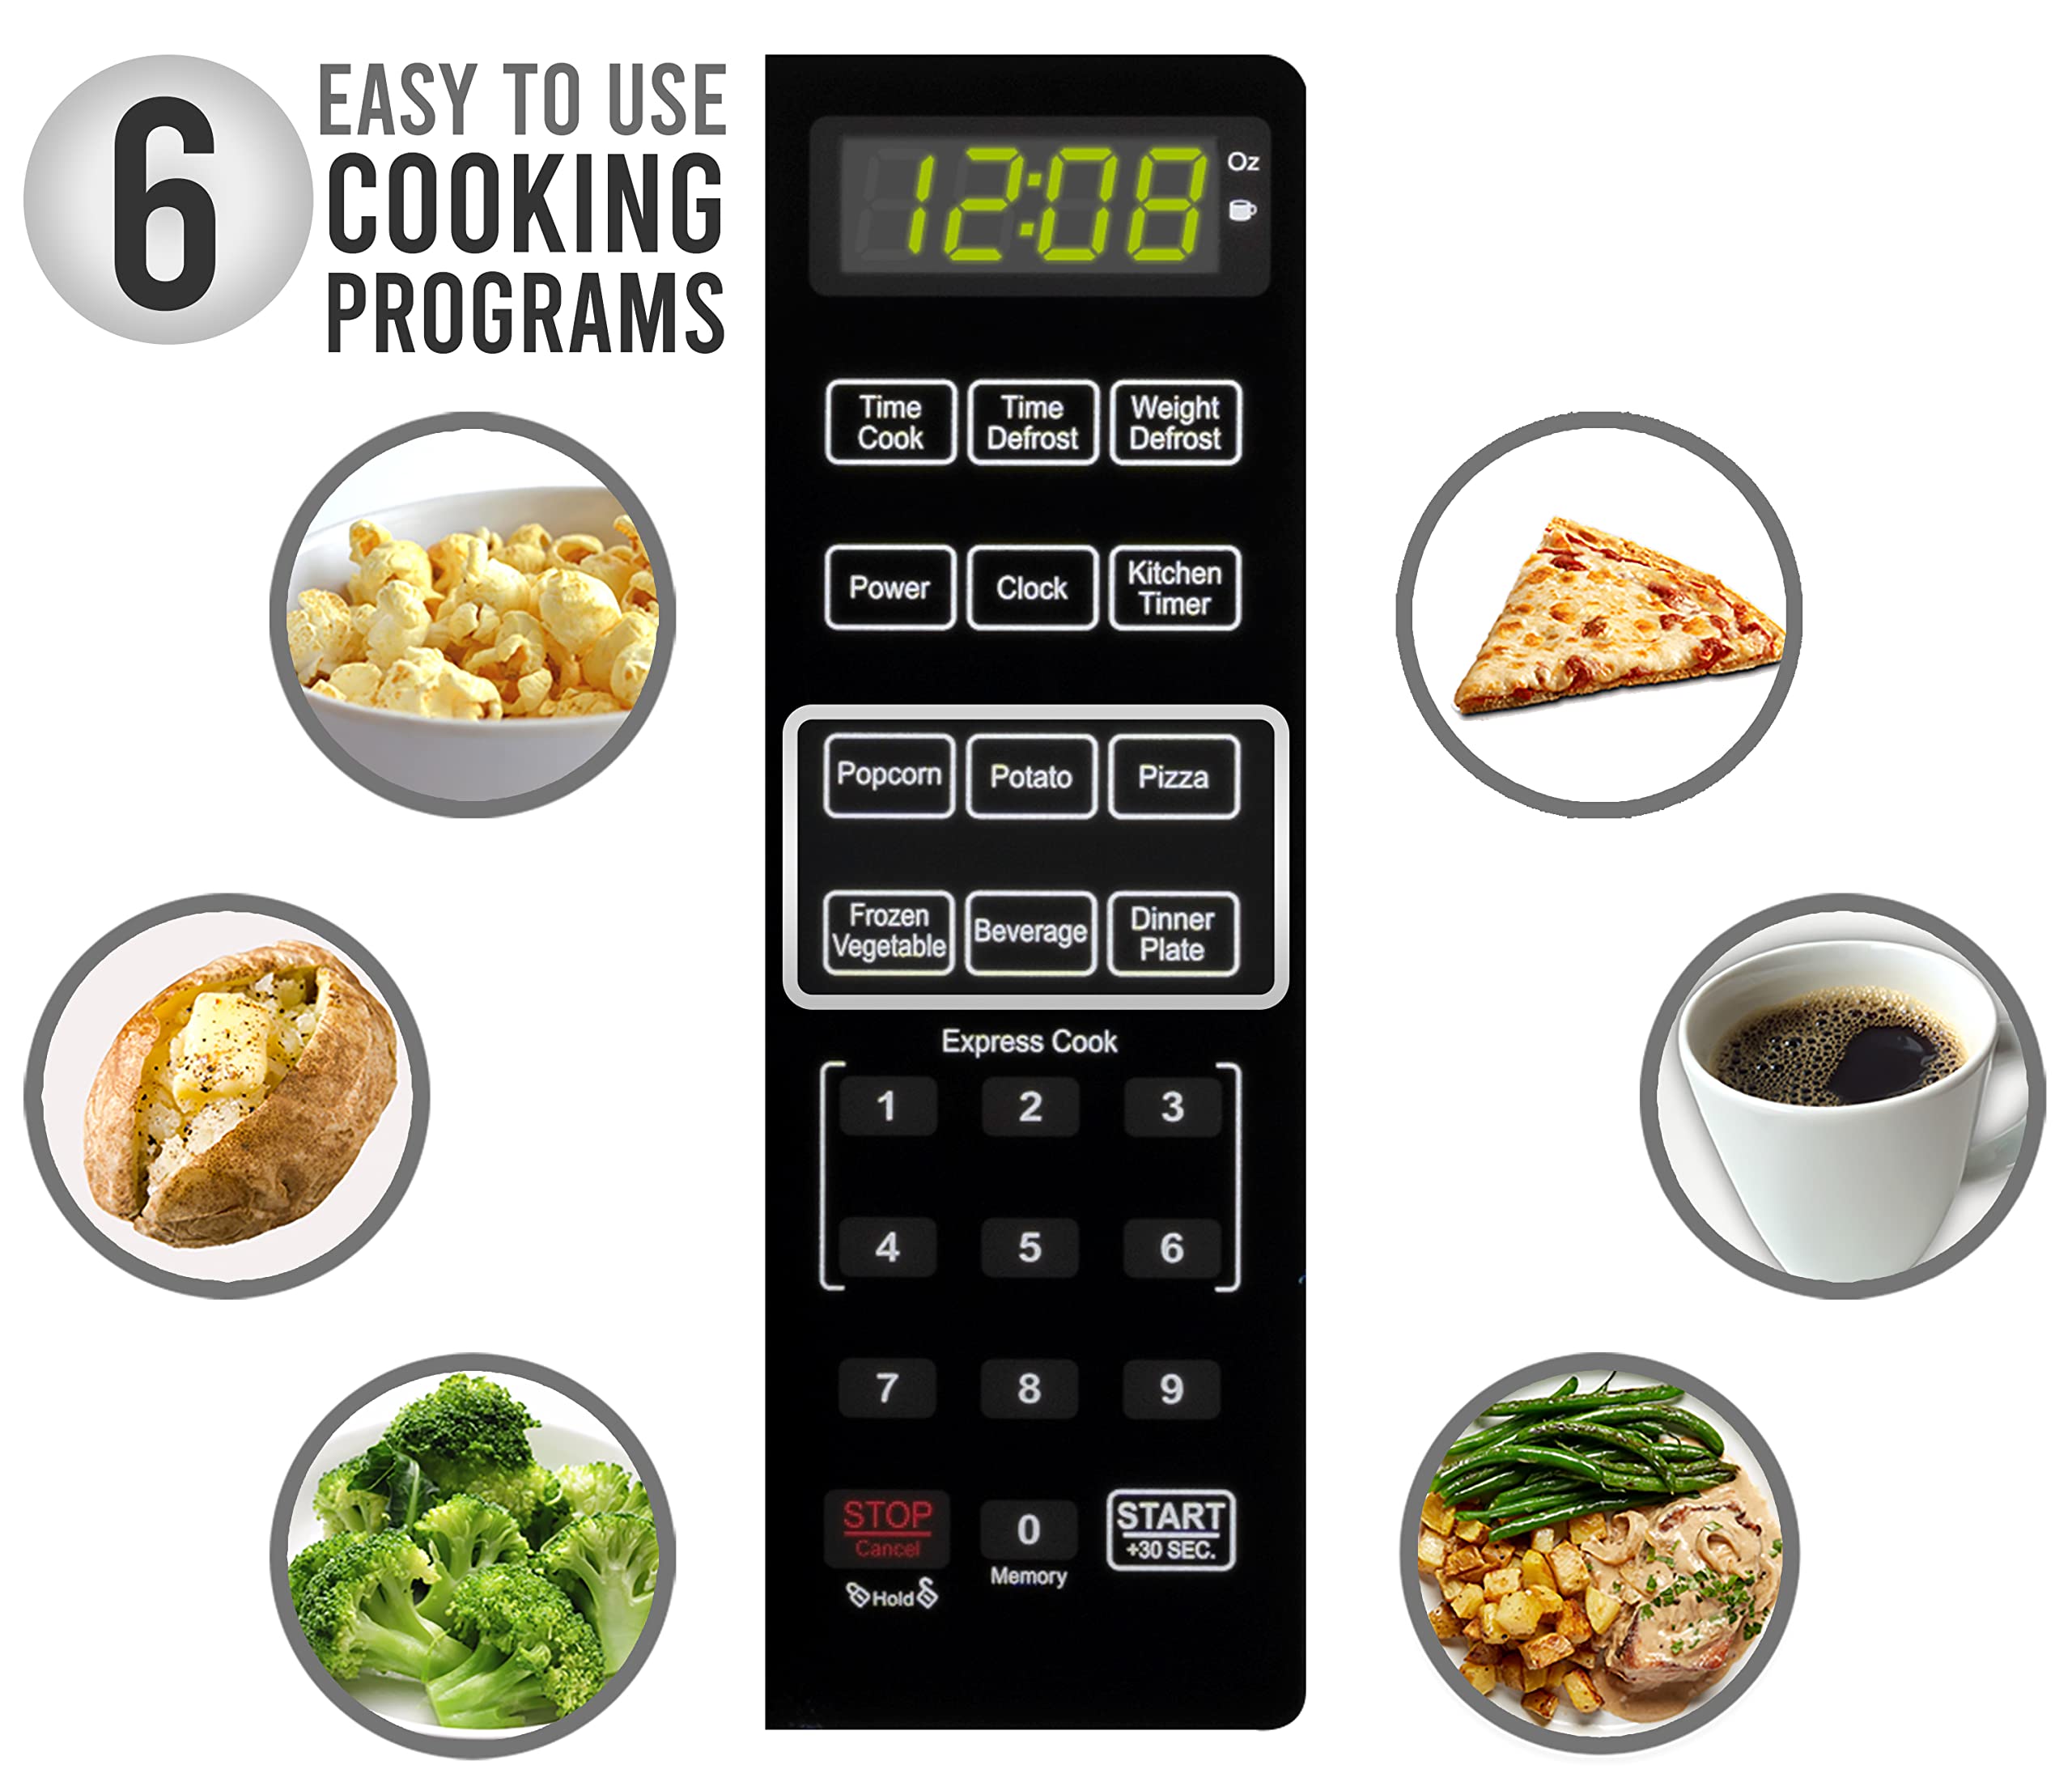 6
EASY TO USE
COOKING
PROGRAMS
12:08
Oz
Time
Cook
Time
Defrost
Weight
Defrost
Power
Clock
Kitchen
Timer
Popcorn
Potato
Pizza
Frozen
Vegetable
Beverage
Dinner
Plate
Express Cook
1 2 3
4 5 6
7 8 9
STOP
Cancel
Hold
0
Memory
START
+30 SEC.